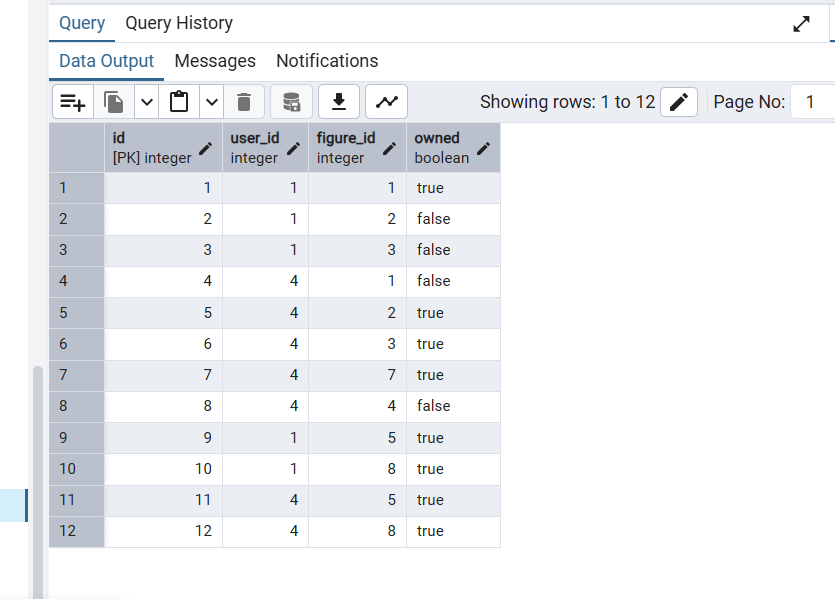 Query Query History
Data Output Messages Notifications
Showing rows: 1 to 12 Page No: 1
id user_id figure_id owned
[PK] integer integer integer boolean
1 1 1 1 true
2 2 1 2 false
3 3 1 3 false
4 4 4 1 false
5 5 4 2 true
6 6 4 3 true
7 7 4 7 true
8 8 4 4 false
9 9 1 5 true
10 10 1 8 true
11 11 4 5 true
12 12 4 8 true